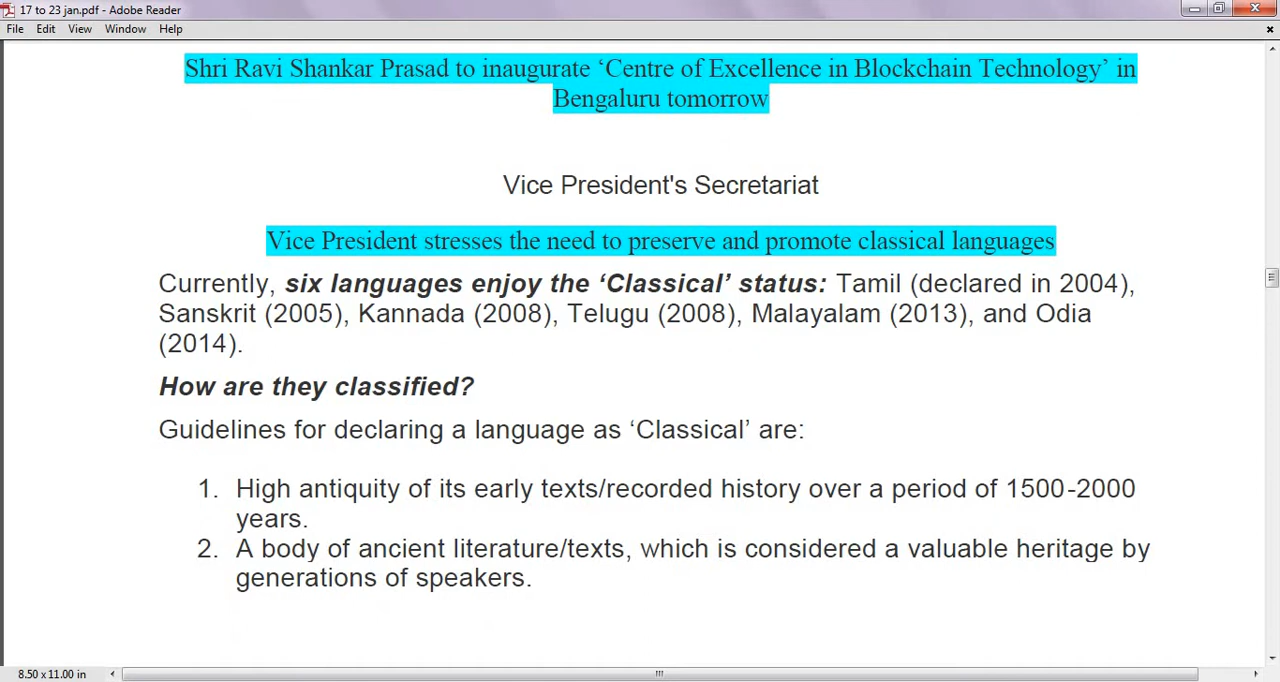 17 to 23 jan.pdf - Adobe Reader
File Edit View Window Help
Shri Ravi Shankar Prasad to inaugurate ‘Centre of Excellence in Blockchain Technology’ in
Bengaluru tomorrow
Vice President's Secretariat
Vice President stresses the need to preserve and promote classical languages
Currently, six languages enjoy the ‘Classical’ status: Tamil (declared in 2004),
Sanskrit (2005), Kannada (2008), Telugu (2008), Malayalam (2013), and Odia
(2014).
How are they classified?
Guidelines for declaring a language as ‘Classical’ are:
1. High antiquity of its early texts/recorded history over a period of 1500-2000
years.
2. A body of ancient literature/texts, which is considered a valuable heritage by
generations of speakers.
8.50 x 11.00 in